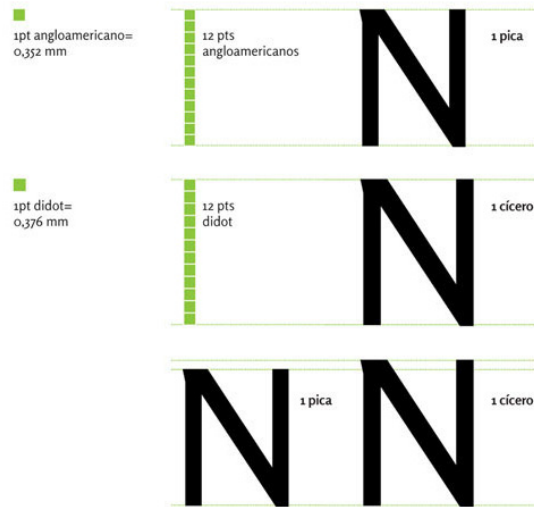 1pt angloamericano=
0,352 mm
12 pts
angloamericanos
N
1 pica
1pt didot=
0,376 mm
12 pts
didot
N
1 cícero
N
1 pica
N
1 cícero